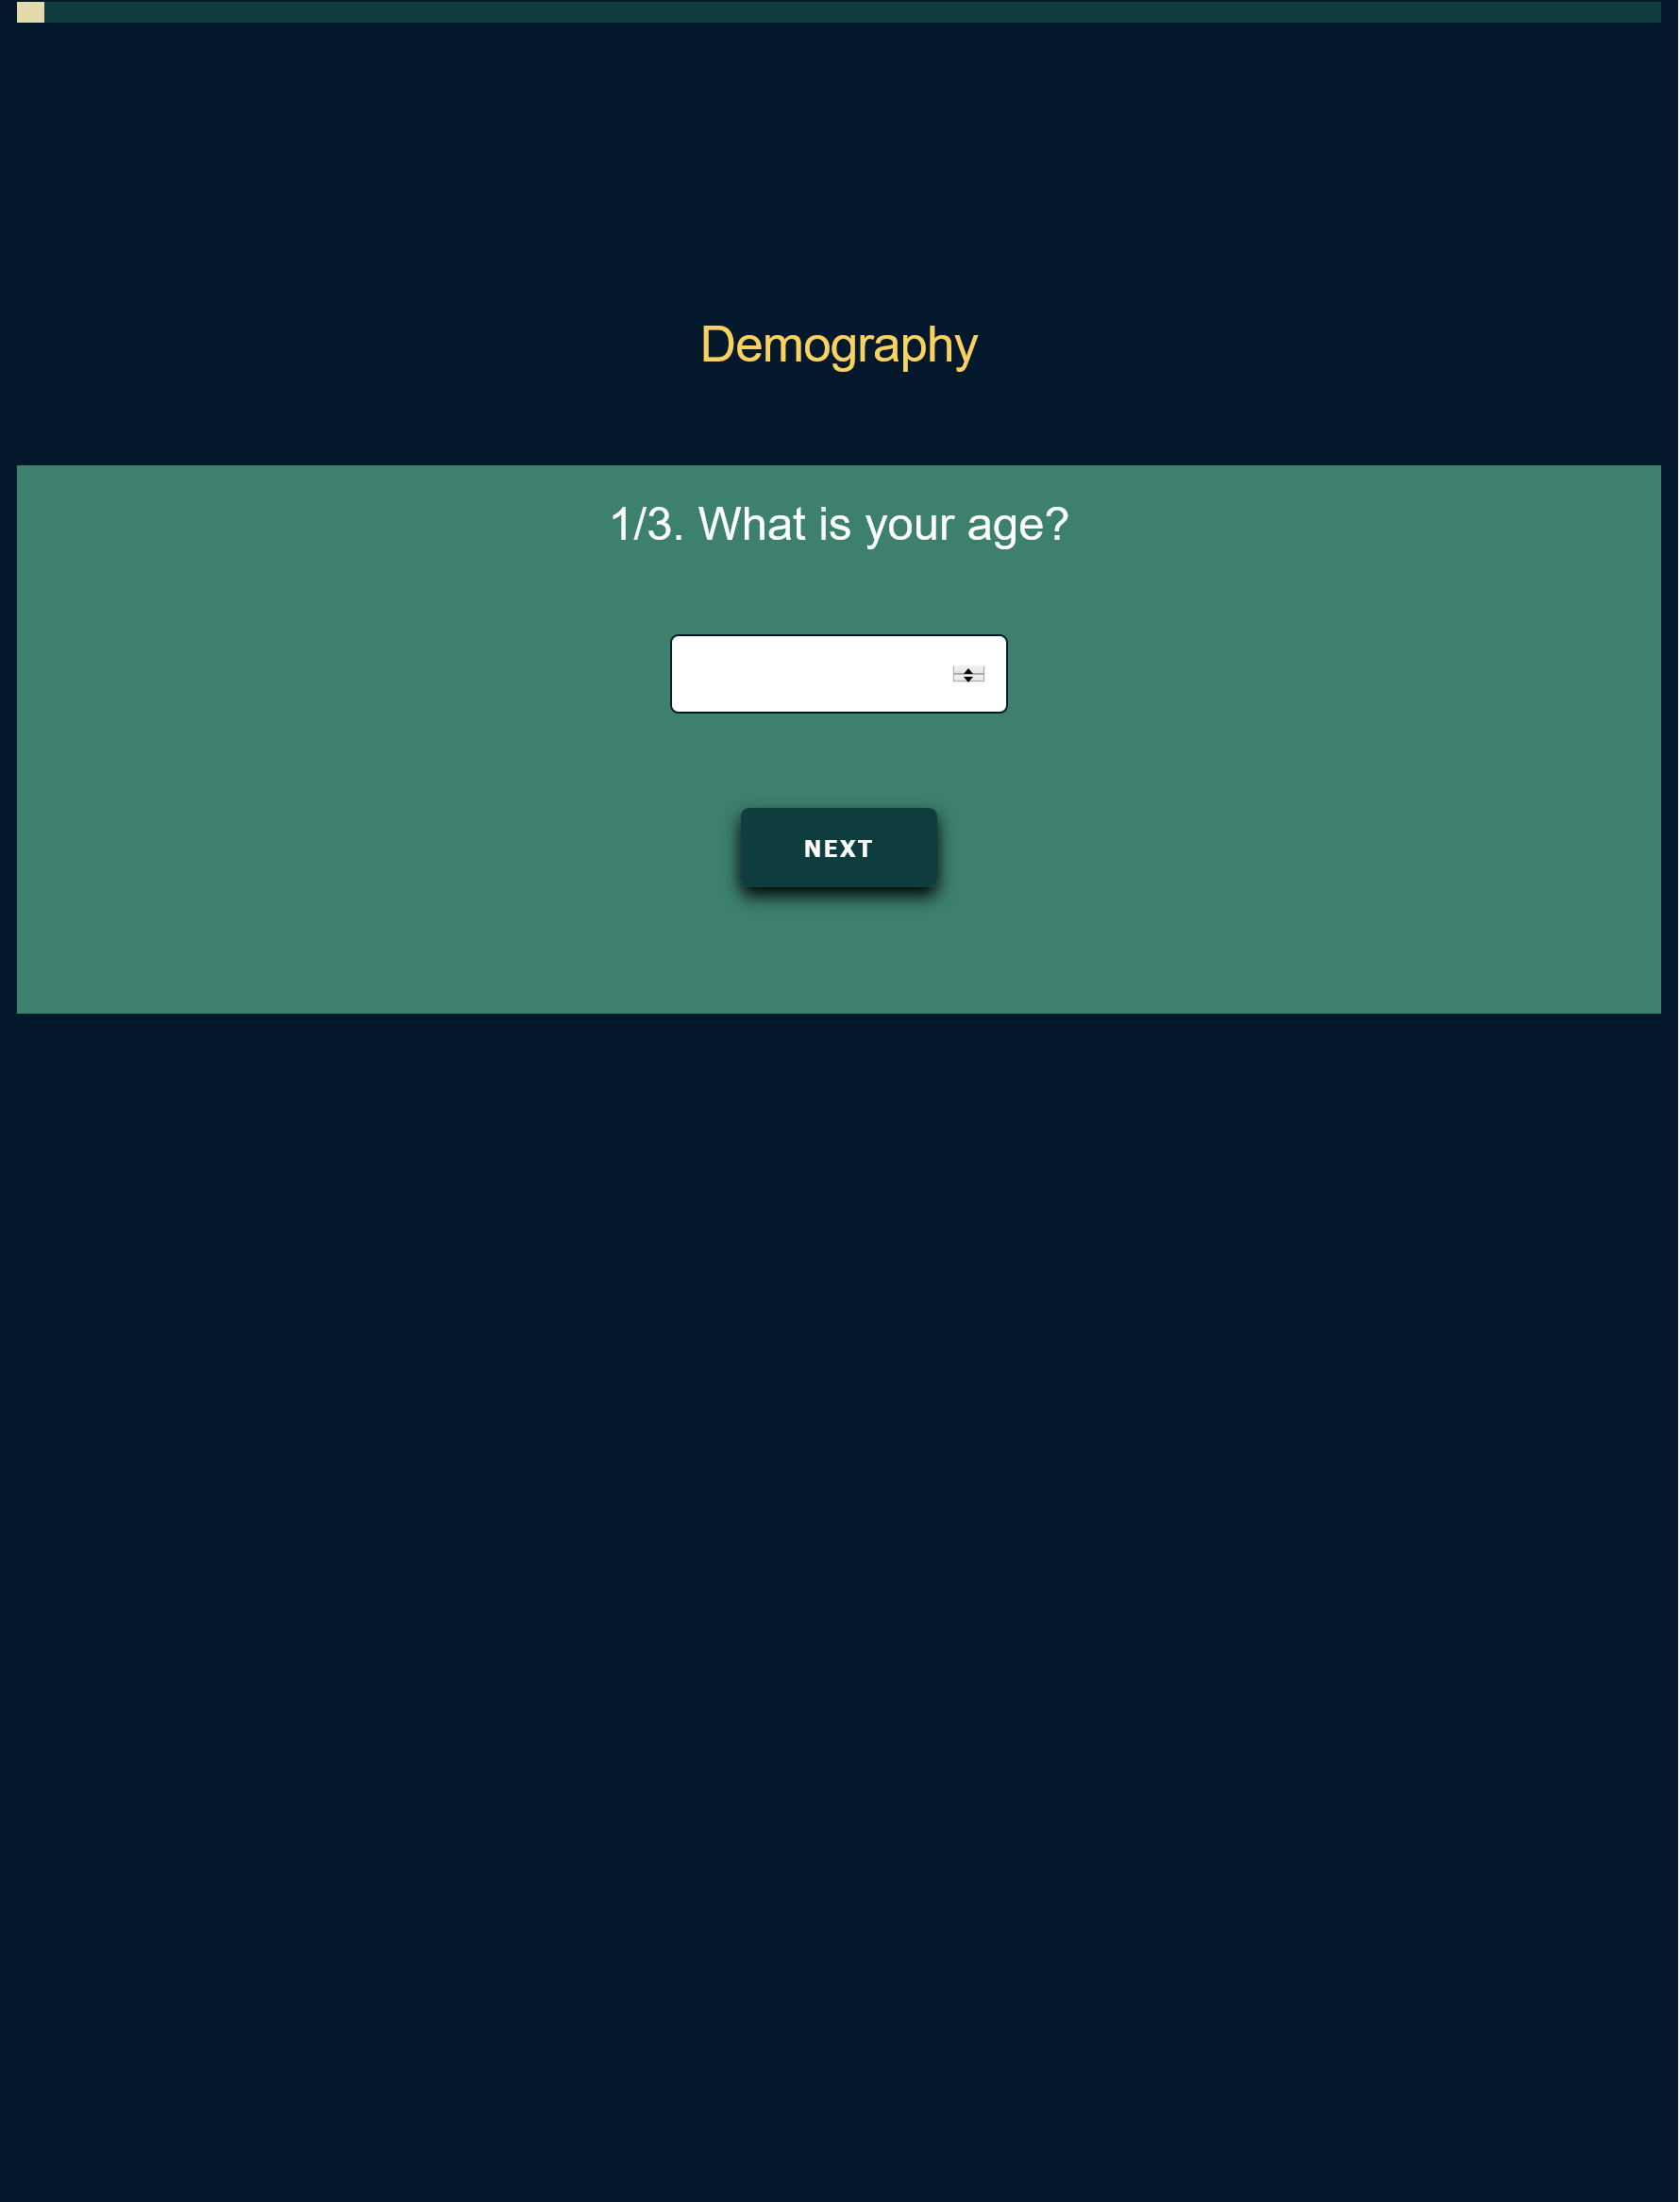 Demography
1/3. What is your age?
NEXT